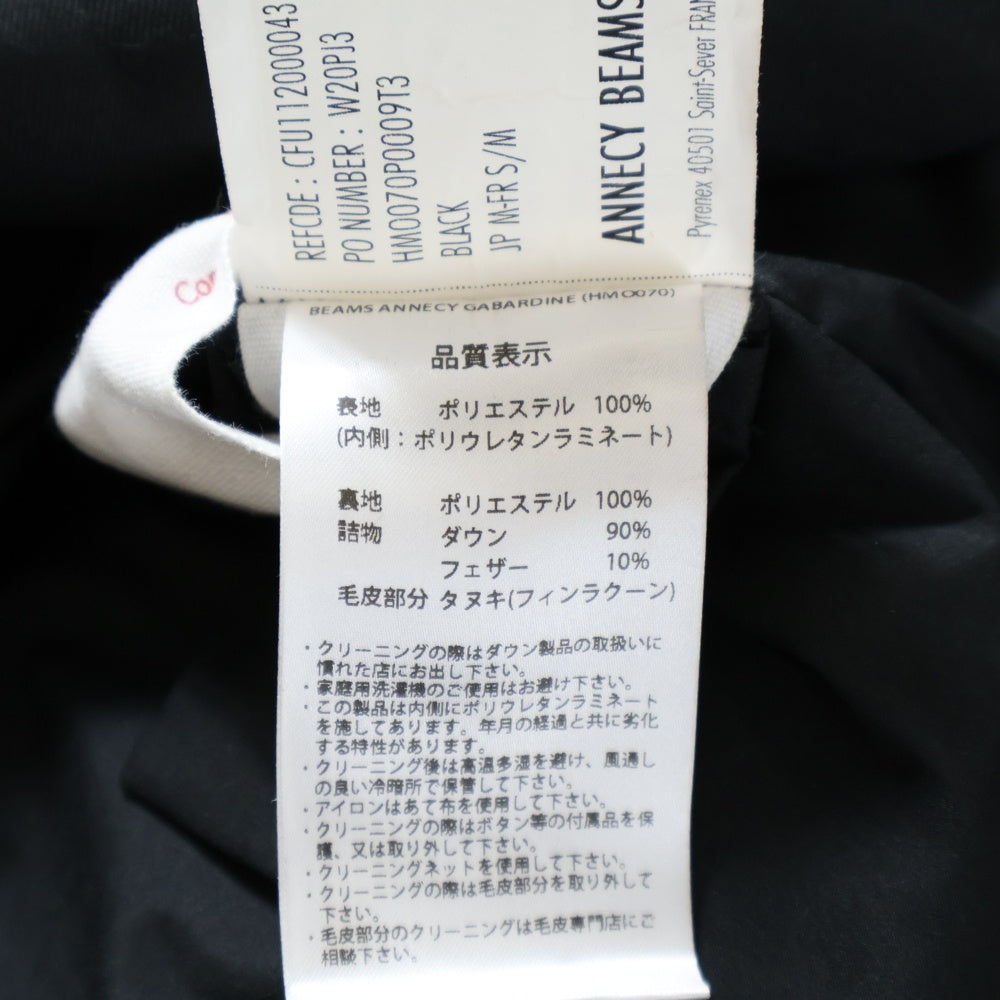 REFCDE : CFU112000043
PO NUMBER : W20PJ3
HMO070P0009T3
BLACK
JP M-FR S/M
ANNECY BEAMS
Pyrenex 40501 Saint-Sever FRAN
BEAMS ANNECY GABARDINE (HMO070)
品質表示
表地 ポリエステル 100%
(内側：ポリウレタンラミネート)
裏地 ポリエステル 100%
詰物 ダウン 90%
フェザー 10%
毛皮部分 タヌキ(フィンラクーン)
・クリーニングの際はダウン製品の取扱いに
慣れた店にお出し下さい。
・家庭用洗濯機のご使用はお避け下さい。
・この製品は内側にポリウレタンラミネート
を施してあります。年月の経過と共に劣化
する特性があります。
・クリーニング後は高温多湿を避け、風通し
の良い冷暗所で保管して下さい。
・アイロンはあて布を使用して下さい。
・クリーニングの際はボタン等の付属品を保
護、又は取り外して下さい。
・クリーニングネットを使用して下さい。
・クリーニングの際は毛皮部分を取り外して
下さい。
・毛皮部分のクリーニングは毛皮専門店にご
相談下さい。